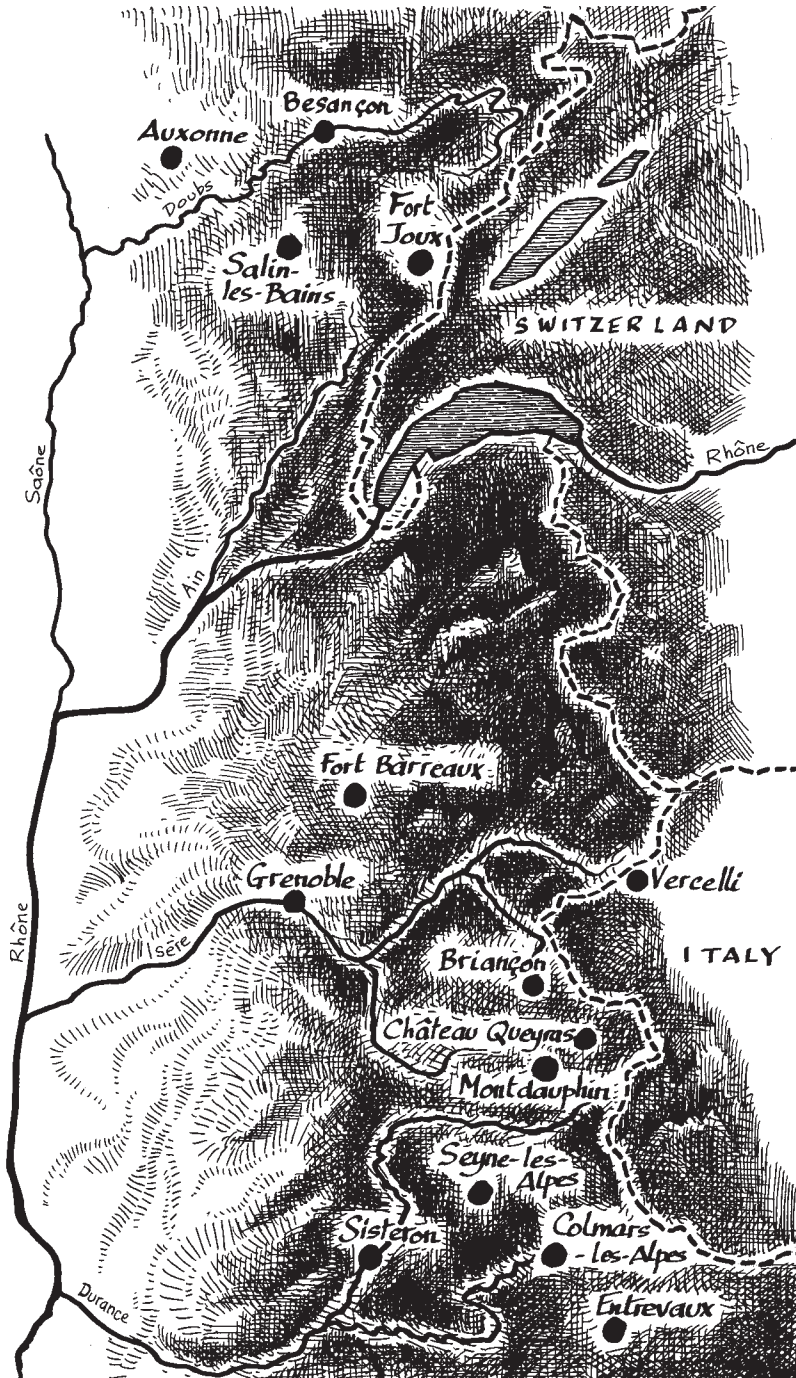 Besançon
Auxonne
Doubs
Fort
Joux
Salin-
les-Bains
SWITZERLAND
Saône
Rhône
Ain
Fort Barreaux
Grenoble
Vercelli
Rhône
Isère
Briançon
ITALY
Château Queyras
Montdauphin
Seyne-les-
Alpes
Sisteron
Colmars
-les-Alpes
Durance
Entrevaux